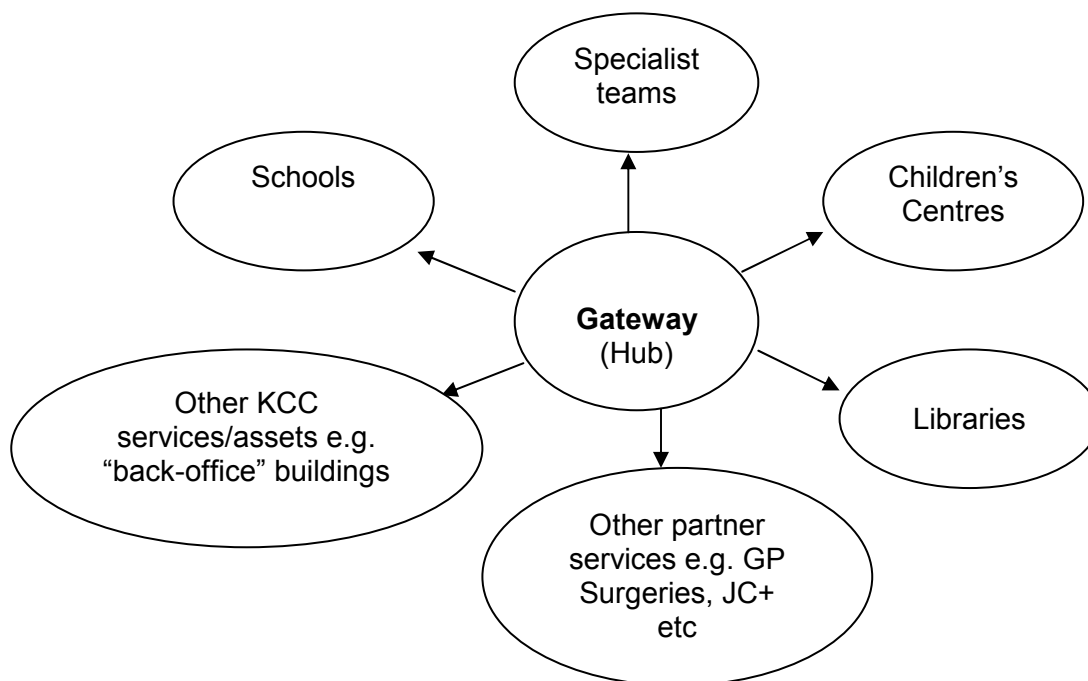 Specialist
teams
Schools
Children's
Centres
Gateway
(Hub)
Other KCC
services/assets e.g.
“back-office” buildings
Libraries
Other partner
services e.g. GP
Surgeries, JC+
etc